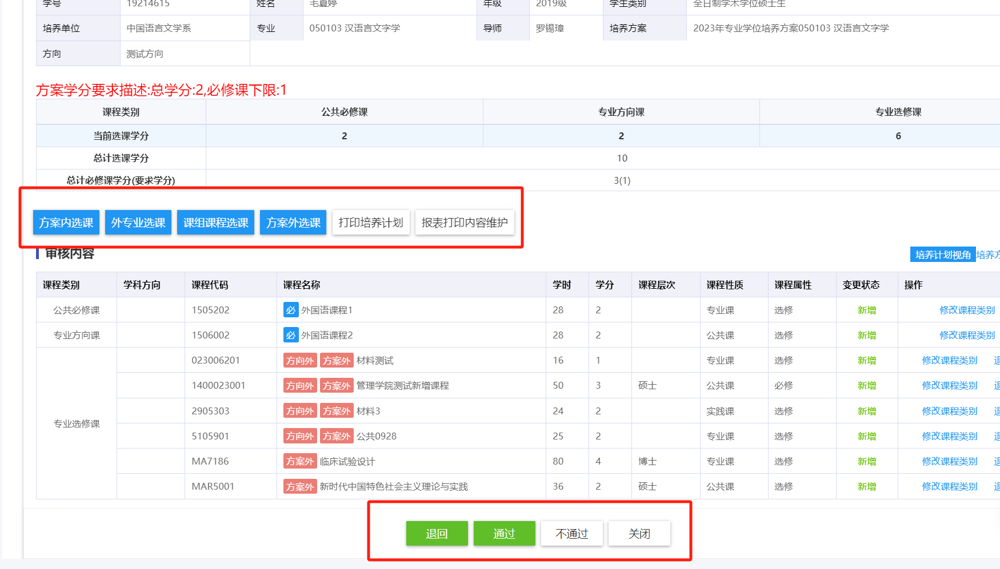 学号 19214615 姓名 毛夏婷 年级 2019级 学生类别 全日制学术学位硕士生
培养单位 中国语言文学系 专业 050103 汉语言文字学 导师 罗锡璋 培养方案 2023年专业学位培养方案050103 汉语言文字学
方向 测试方向
方案学分要求描述:总学分:2,必修课下限:1
课程类别 公共必修课 专业方向课 专业选修课
当前选课学分 2 2 6
总计选课学分 10
总计必修课学分(要求学分) 3(1)
方案内选课 外专业选课 课组课程选课 方案外选课 打印培养计划 报表打印内容维护
审核内容 培养计划视角 培养方
课程类别 学科方向 课程代码 课程名称 学时 学分 课程层次 课程性质 课程属性 变更状态 操作
公共必修课 1505202 必 外国语课程1 28 2 专业课 选修 新增 修改课程类别
专业方向课 1506002 必 外国语课程2 28 2 公共课 选修 新增 修改课程类别
023006201 方向外 方案外 材料测试 16 1 专业课 选修 新增 修改课程类别 退
1400023001 方向外 方案外 管理学院测试新增课程 50 3 硕士 公共课 必修 新增 修改课程类别 退
2905303 方向外 方案外 材料3 24 2 实践课 选修 新增 修改课程类别 退
专业选修课
5105901 方向外 方案外 公共0928 25 2 专业课 选修 新增 修改课程类别 退
MA7186 方案外 临床试验设计 80 4 博士 专业课 选修 新增 修改课程类别 退
MAR5001 方案外 新时代中国特色社会主义理论与实践 36 2 硕士 公共课 选修 新增 修改课程类别 退
退回 通过 不通过 关闭